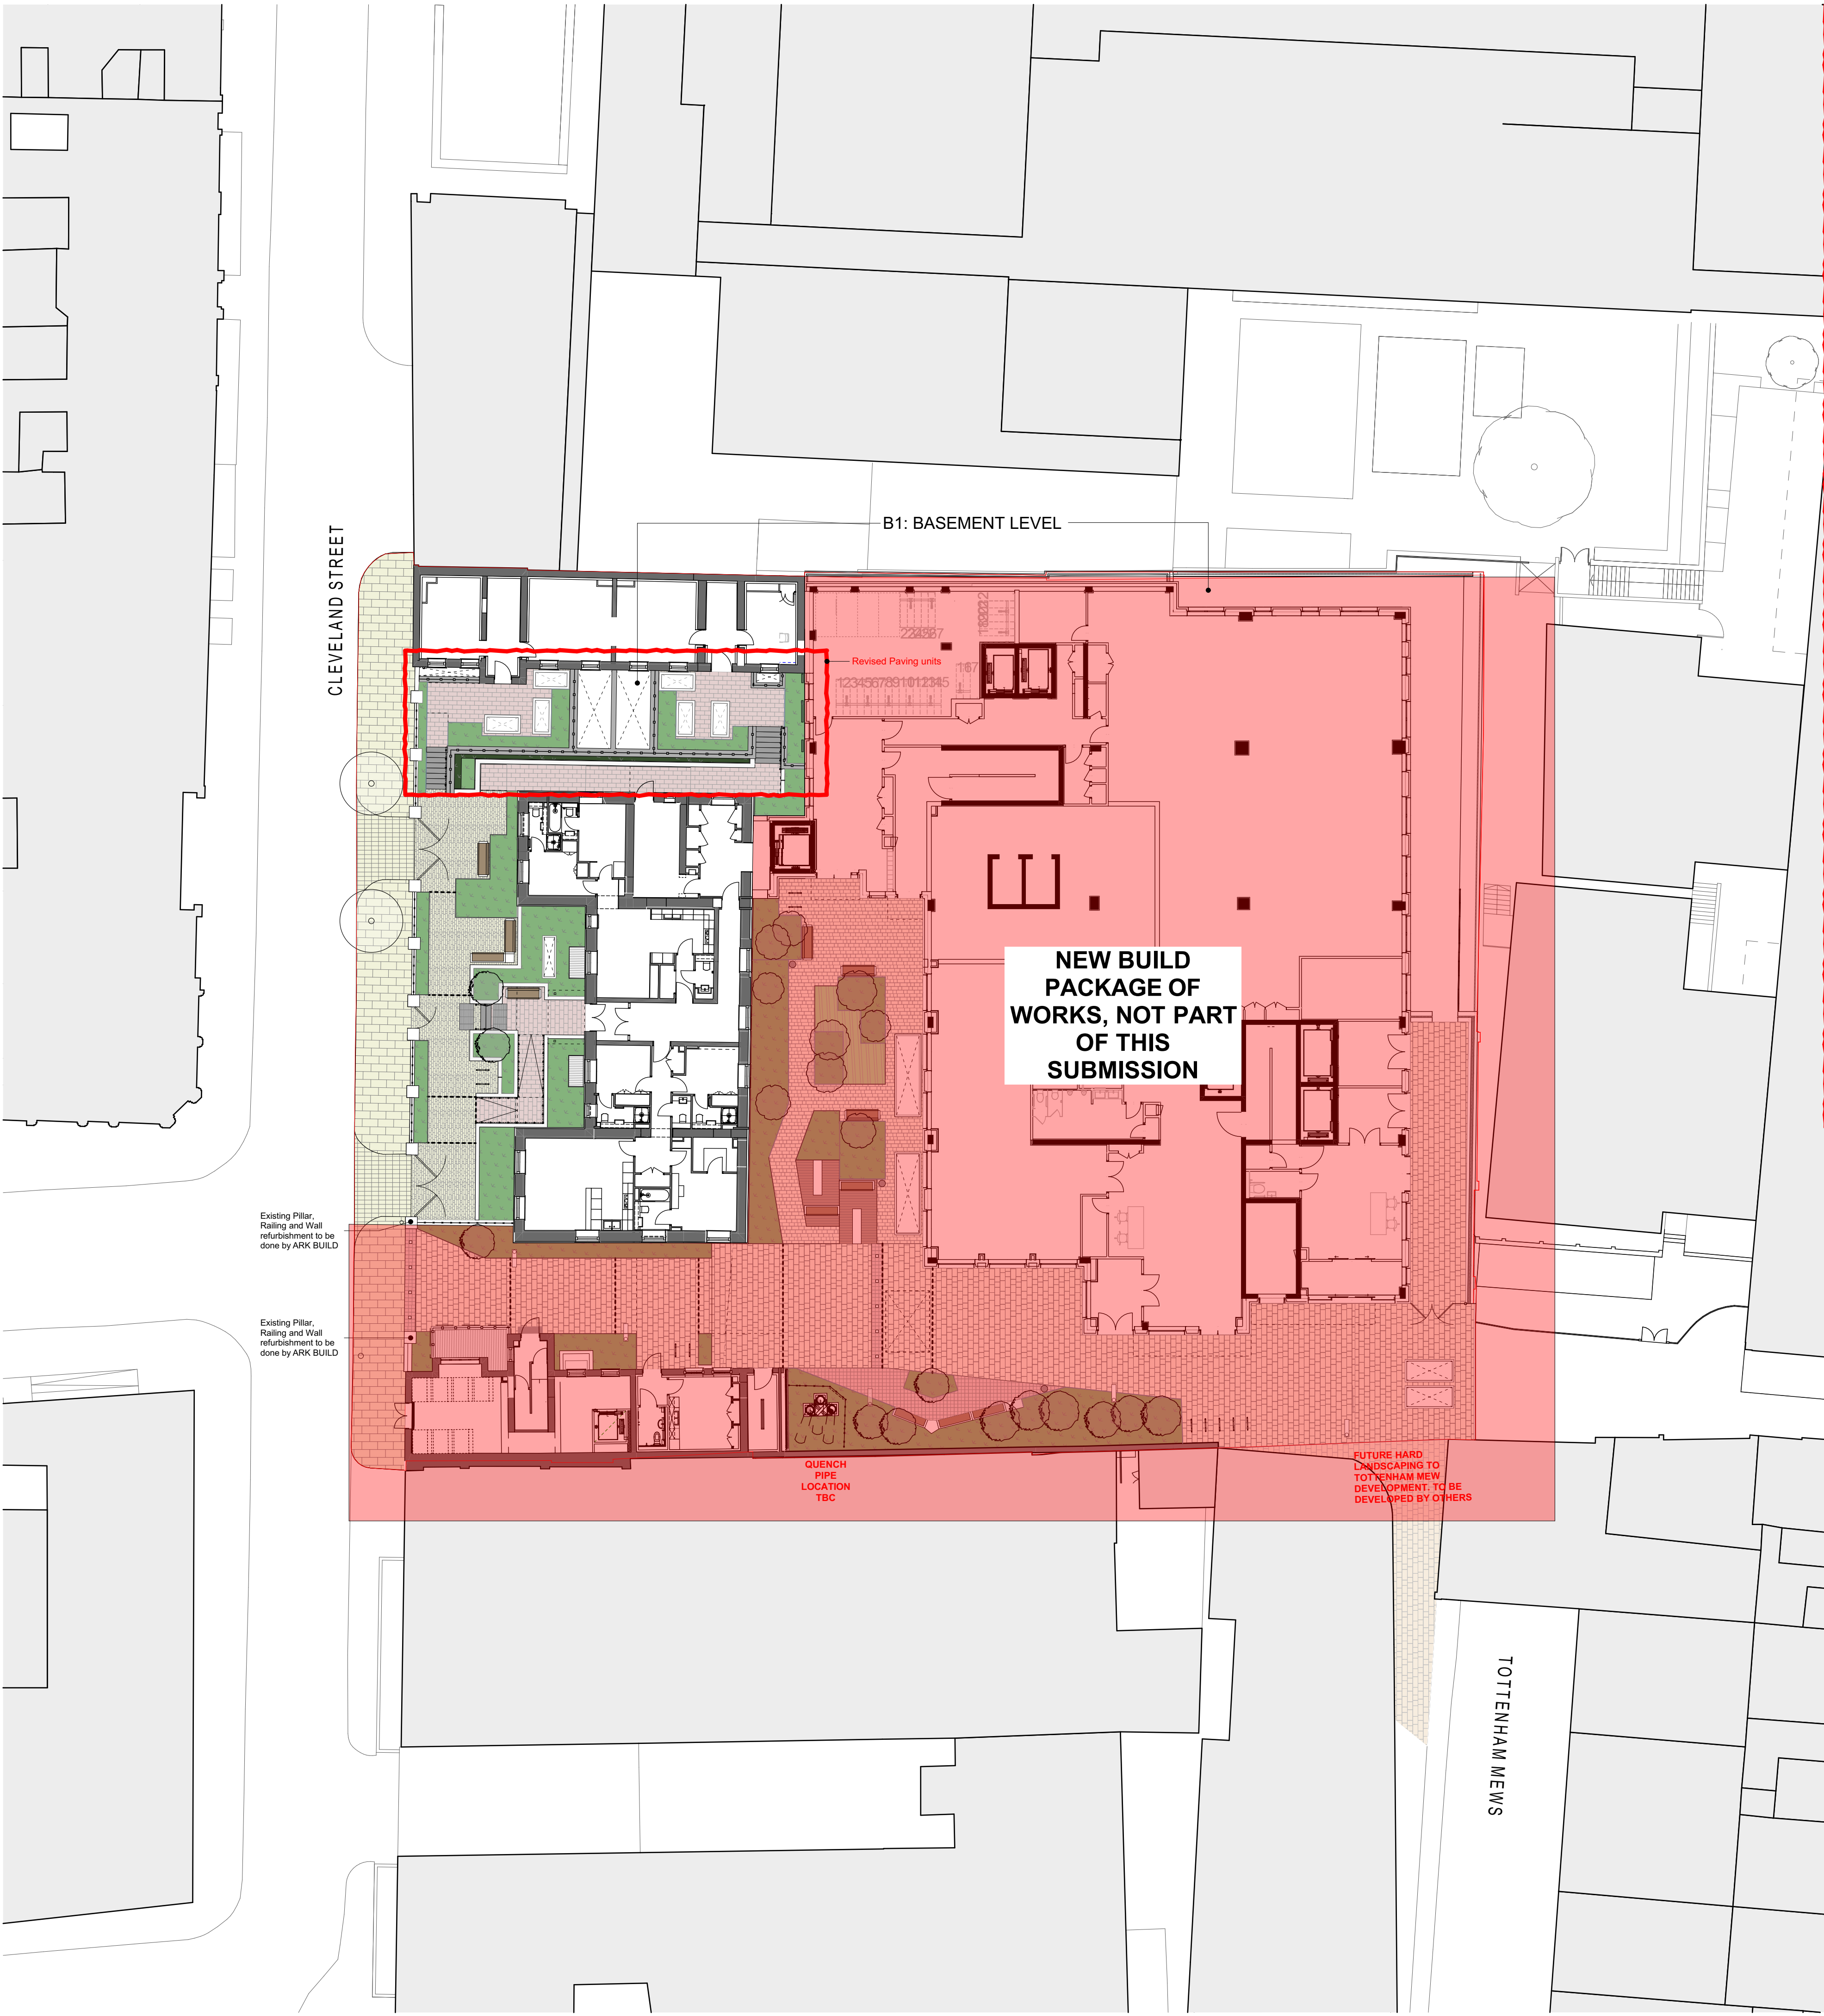 B1: BASEMENT LEVEL
CLEVELAND STREET
Revised Paving units
NEW BUILD
PACKAGE OF
WORKS, NOT PART
OF THIS
SUBMISSION
Existing Pillar,
Railing and Wall
refurbishment to be
done by ARK BUILD
Existing Pillar,
Railing and Wall
refurbishment to be
done by ARK BUILD
QUENCH
PIPE
LOCATION
TBC
FUTURE HARD
LANDSCAPING TO
TOTTENHAM MEW
DEVELOPMENT. TO BE
DEVELOPED BY OTHERS
TOTTENHAM MEWS